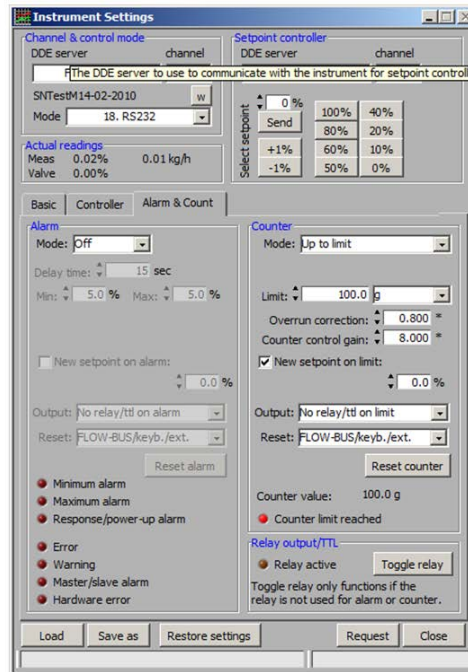 Instrument Settings
Channel & control mode
DDE server channel
F
The DDE server to use to communicate with the instrument for setpoint controll
SNTestM14-02-2010 w
Mode 18. RS232
Setpoint controller
DDE server channel
Select setpoint
0 %
Send
+1%
-1%
100% 40%
80% 20%
60% 10%
50% 0%
Actual readings
Meas 0.02% 0.01 kg/h
Valve 0.00%
Basic Controller Alarm & Count
Alarm
Mode: Off
Delay time: 15 sec
Min: 5.0 % Max: 5.0 %
New setpoint on alarm:
0.0 %
Output: No relay/ttl on alarm
Reset: FLOW-BUS/keyb./ext.
Reset alarm
Minimum alarm
Maximum alarm
Response/power-up alarm
Error
Warning
Master/slave alarm
Hardware error
Counter
Mode: Up to limit
Limit: 100.0 g
Overrun correction: 0.800 *
Counter control gain: 8.000 *
New setpoint on limit:
0.0 %
Output: No relay/ttl on limit
Reset: FLOW-BUS/keyb./ext.
Reset counter
Counter value: 100.0 g
Counter limit reached
Relay output/TTL
Relay active Toggle relay
Toggle relay only functions if the
relay is not used for alarm or counter.
Load Save as Restore settings Request Close